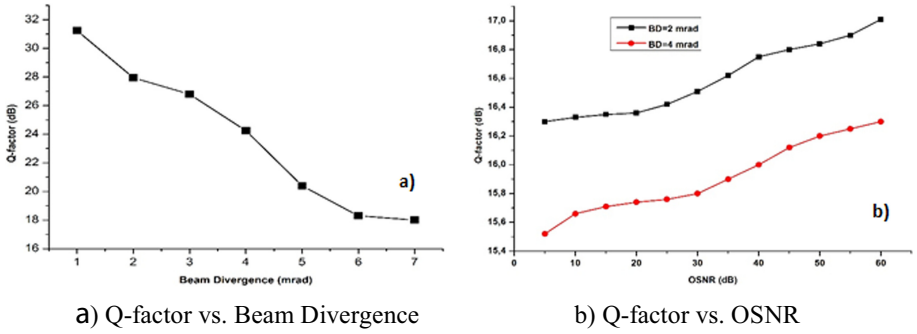 32
30
28
26
24
22
20
18
16
Q-factor (dB)
a)
1 2 3 4 5 6 7
Beam Divergence (mrad)
17,0
16,8
16,6
16,4
16,2
16,0
15,8
15,6
15,4
Q-factor (dB)
BD=2 mrad
BD=4 mrad
b)
0 10 20 30 40 50 60
OSNR (dB)
a) Q-factor vs. Beam Divergence
b) Q-factor vs. OSNR